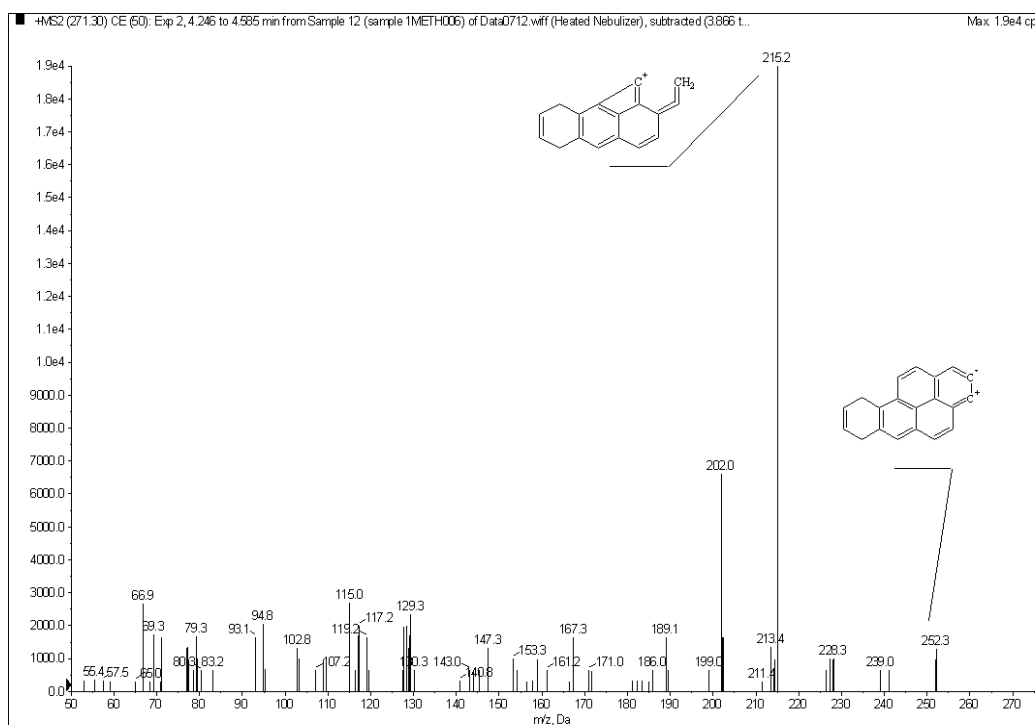 +MS2 (271.30) CE (50): Exp 2, 4.246 to 4.585 min from Sample 12 (sample 1METH006) of Data0712.wiff (Heated Nebulizer), subtracted (3.866 t... Max. 1.9e4 cp
215.2
1.9e4
C+
CH2
1.8e4
1.7e4
1.6e4
1.5e4
1.4e4
1.3e4
1.2e4
1.1e4
1.0e4
9000.0
C
C+
8000.0
7000.0
202.0
6000.0
5000.0
4000.0
3000.0
66.9 115.0
129.3
2000.0
69.3 79.3 93.1 94.8 119.2 117.2 167.3 189.1
102.8 147.3 213.4 252.3
1000.0
55.4 57.5 65.0 83.2 107.2 130.3 143.0 140.8 153.3 161.2 171.0 186.0 199.0 211.4 228.3 239.0
0.0
50 60 70 80 90 100 110 120 130 140 150 160 170 180 190 200 210 220 230 240 250 260 270
m/z, Da